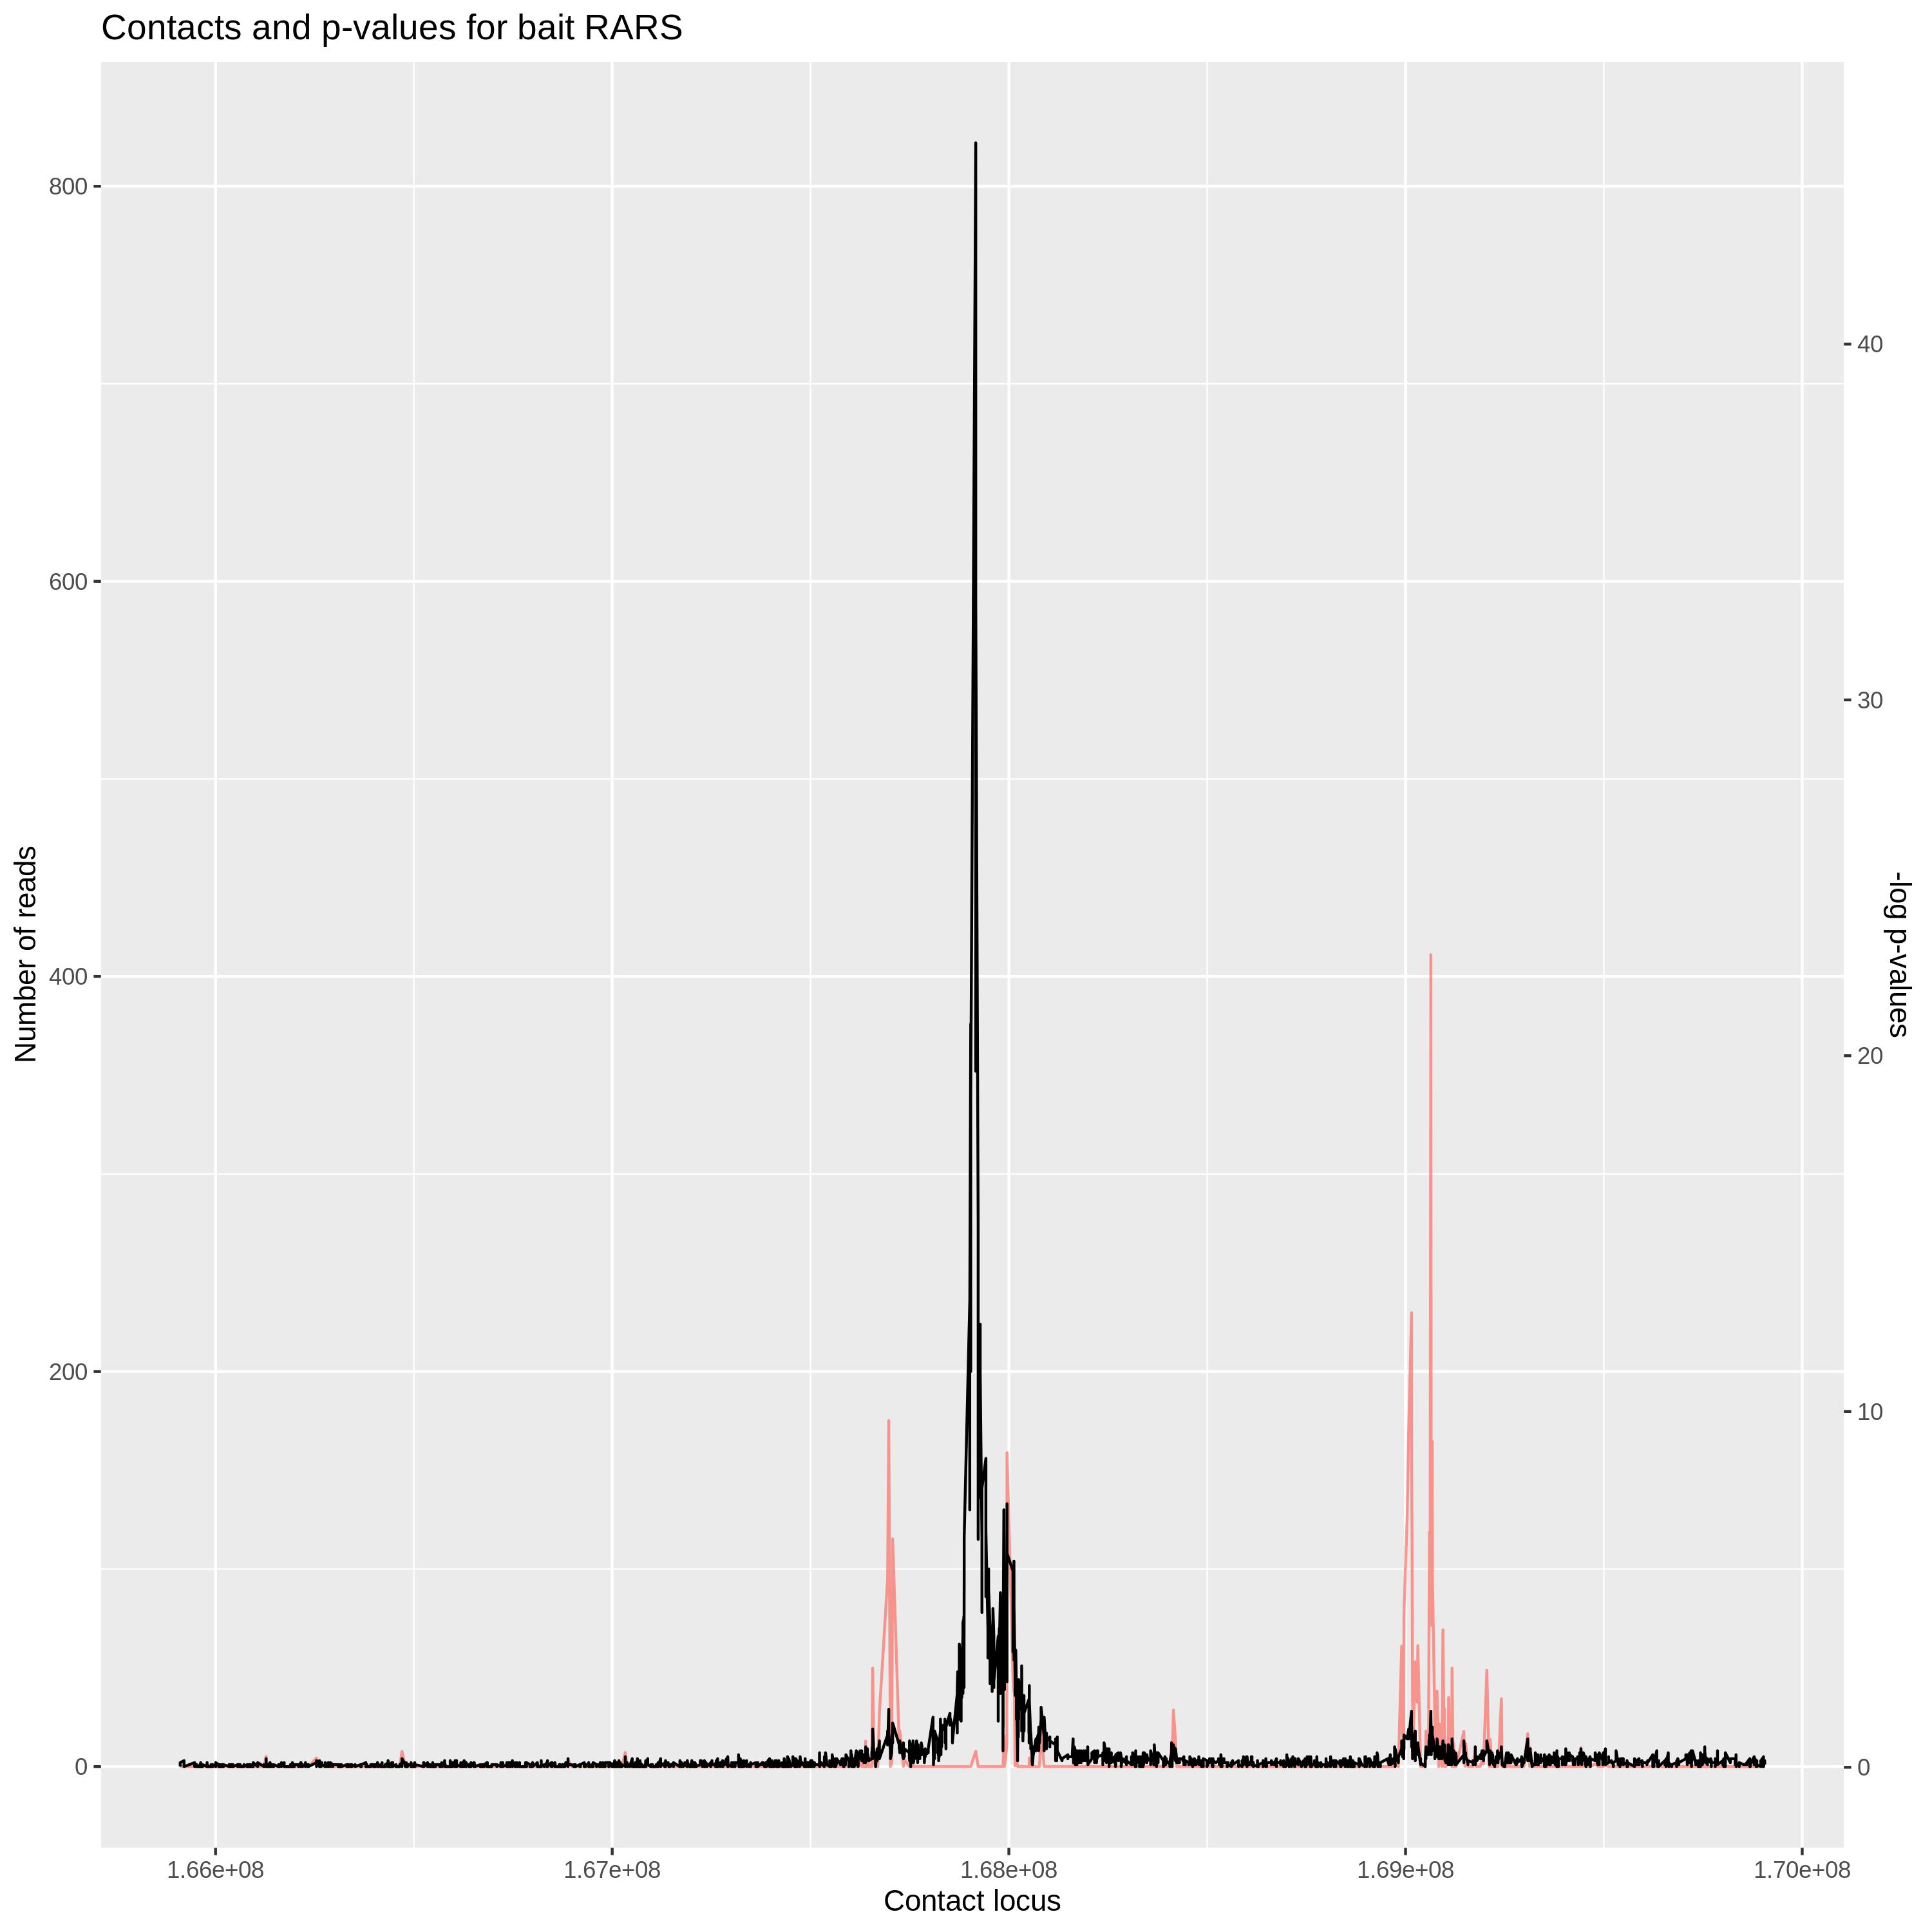 Contacts and p-values for bait RARS
800
600
400
200
0
Number of reads
40
30
20
10
0
-log p-values
1.66e+08
1.67e+08
1.68e+08
1.69e+08
1.70e+08
Contact locus